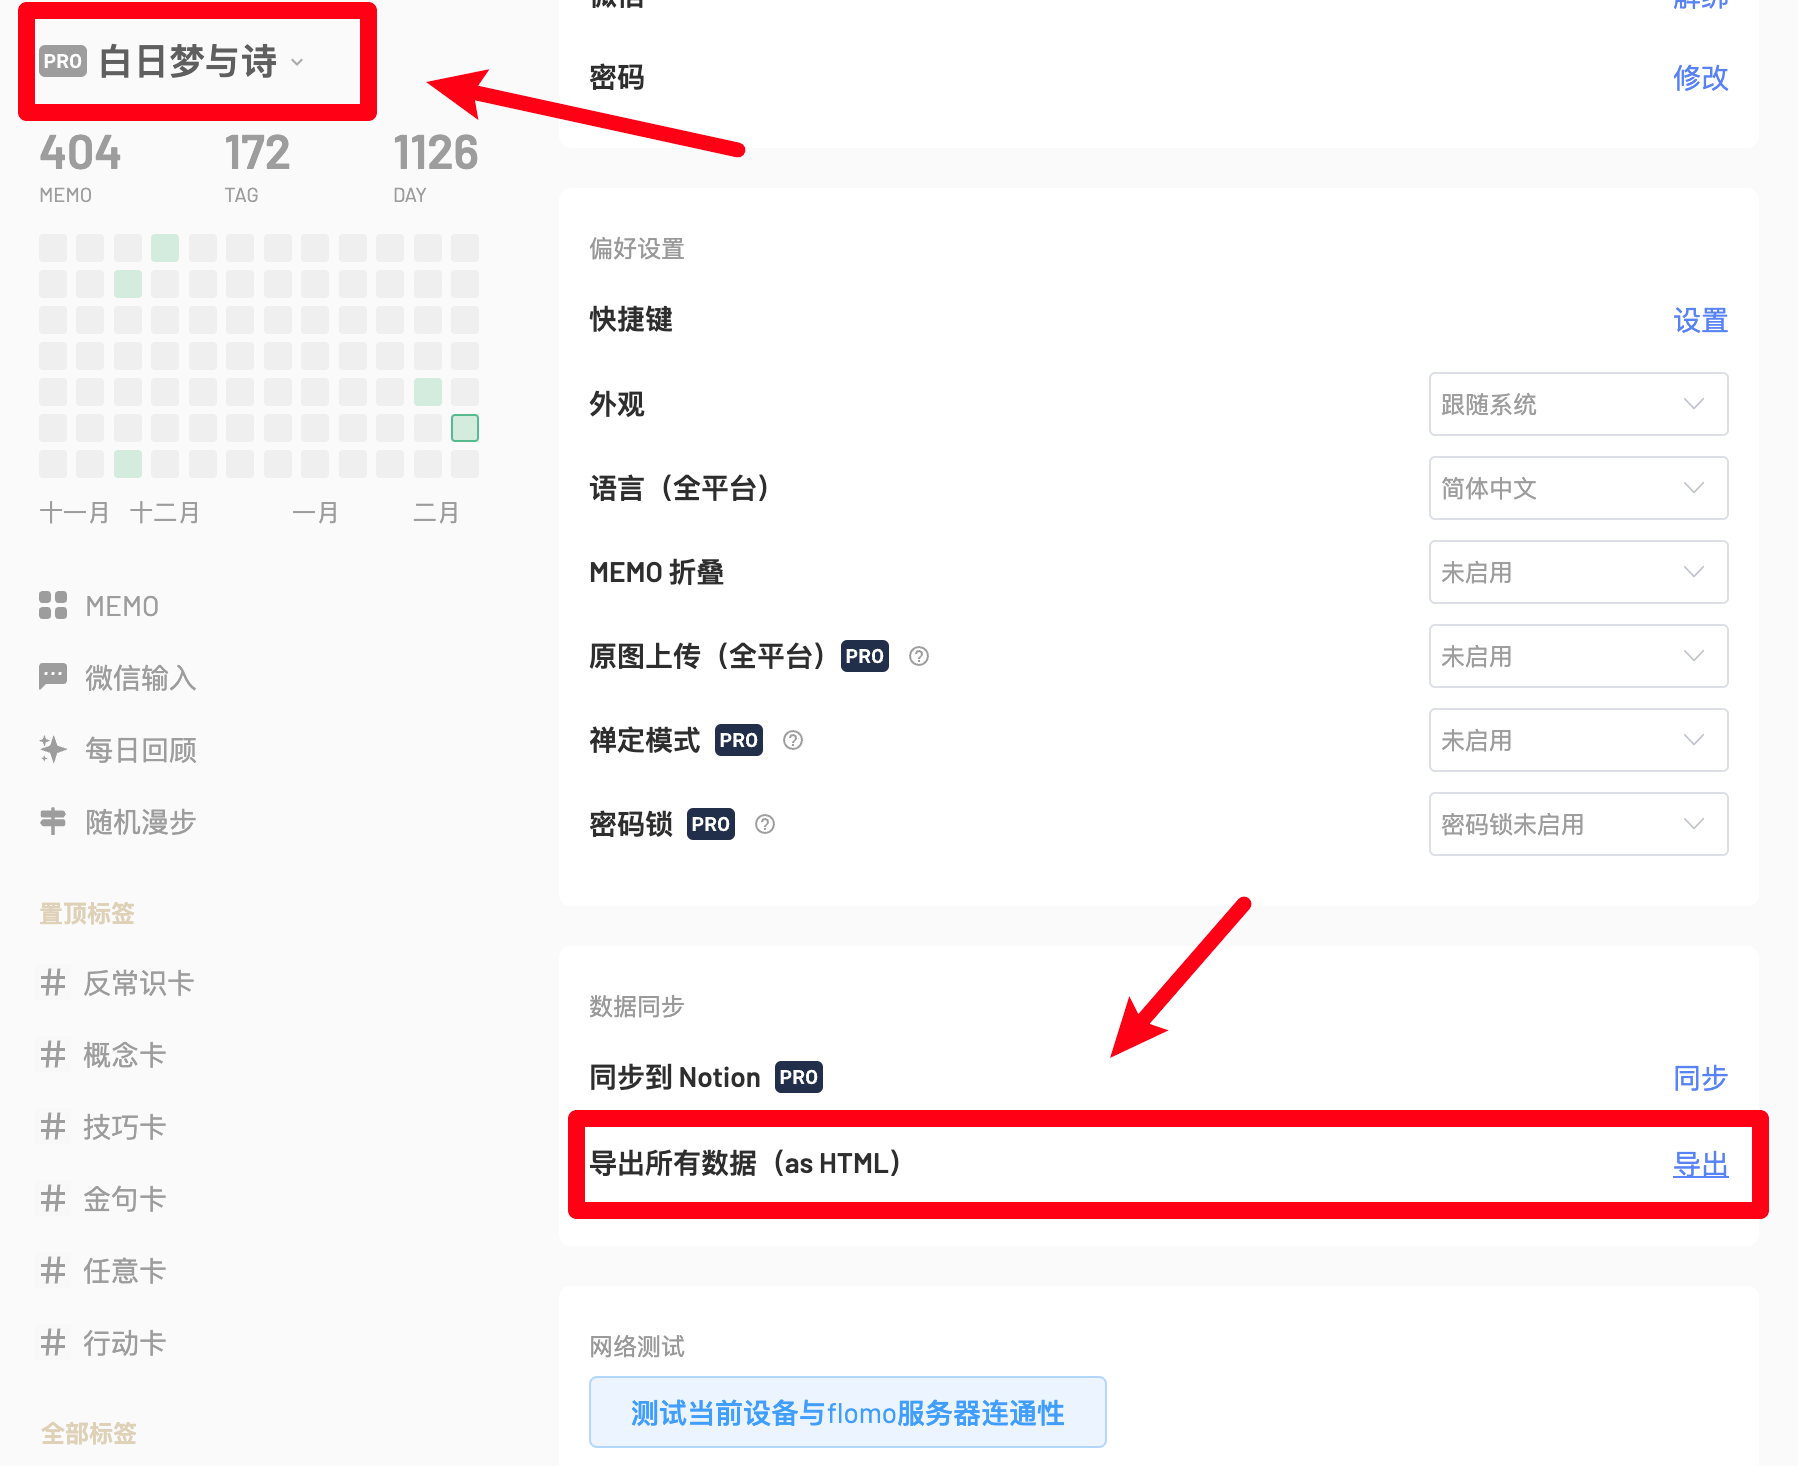 PRO 白日梦与诗
404 172 1126
MEMO TAG DAY
十一月 十二月 一月 二月
MEMO
微信输入
每日回顾
随机漫步
置顶标签
# 反常识卡
# 概念卡
# 技巧卡
# 金句卡
# 任意卡
# 行动卡
全部标签
微信 解绑
密码 修改
偏好设置
快捷键 设置
外观 跟随系统
语言（全平台） 简体中文
MEMO 折叠 未启用
原图上传（全平台） PRO 未启用
禅定模式 PRO 未启用
密码锁 PRO 密码锁未启用
数据同步
同步到 Notion PRO 同步
导出所有数据（as HTML） 导出
网络测试
测试当前设备与flomo服务器连通性